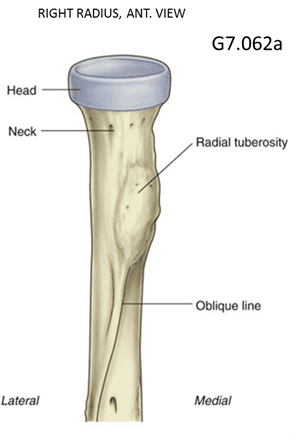 RIGHT RADIUS, ANT. VIEW
G7.062a
Head
Neck
Radial tuberosity
Oblique line
Lateral
Medial